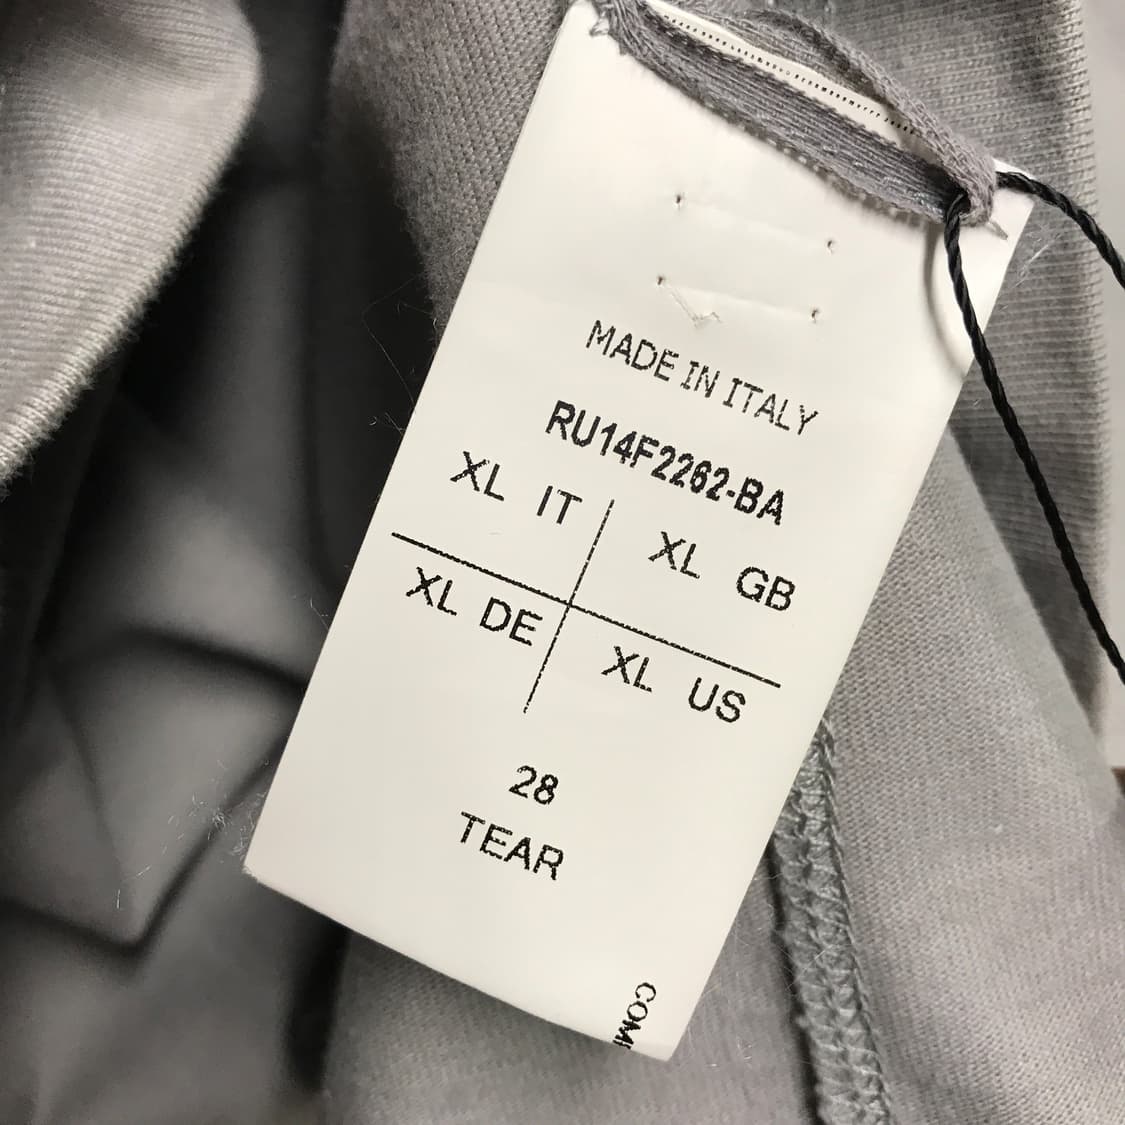 MADE IN ITALY
RU14F2262-BA
XL IT
XL GB
XL DE
XL US
28
TEAR